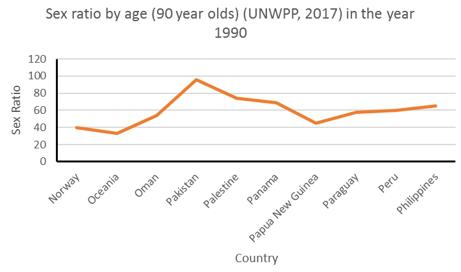 Sex ratio by age (90 year olds) (UNWPP, 2017) in the year
1990
120
100
80
60
40
20
0
Sex Ratio
Norway
Oceania
Oman
Pakistan
Palestine
Panama
Papua New Guinea
Paraguay
Peru
Philippines
Country